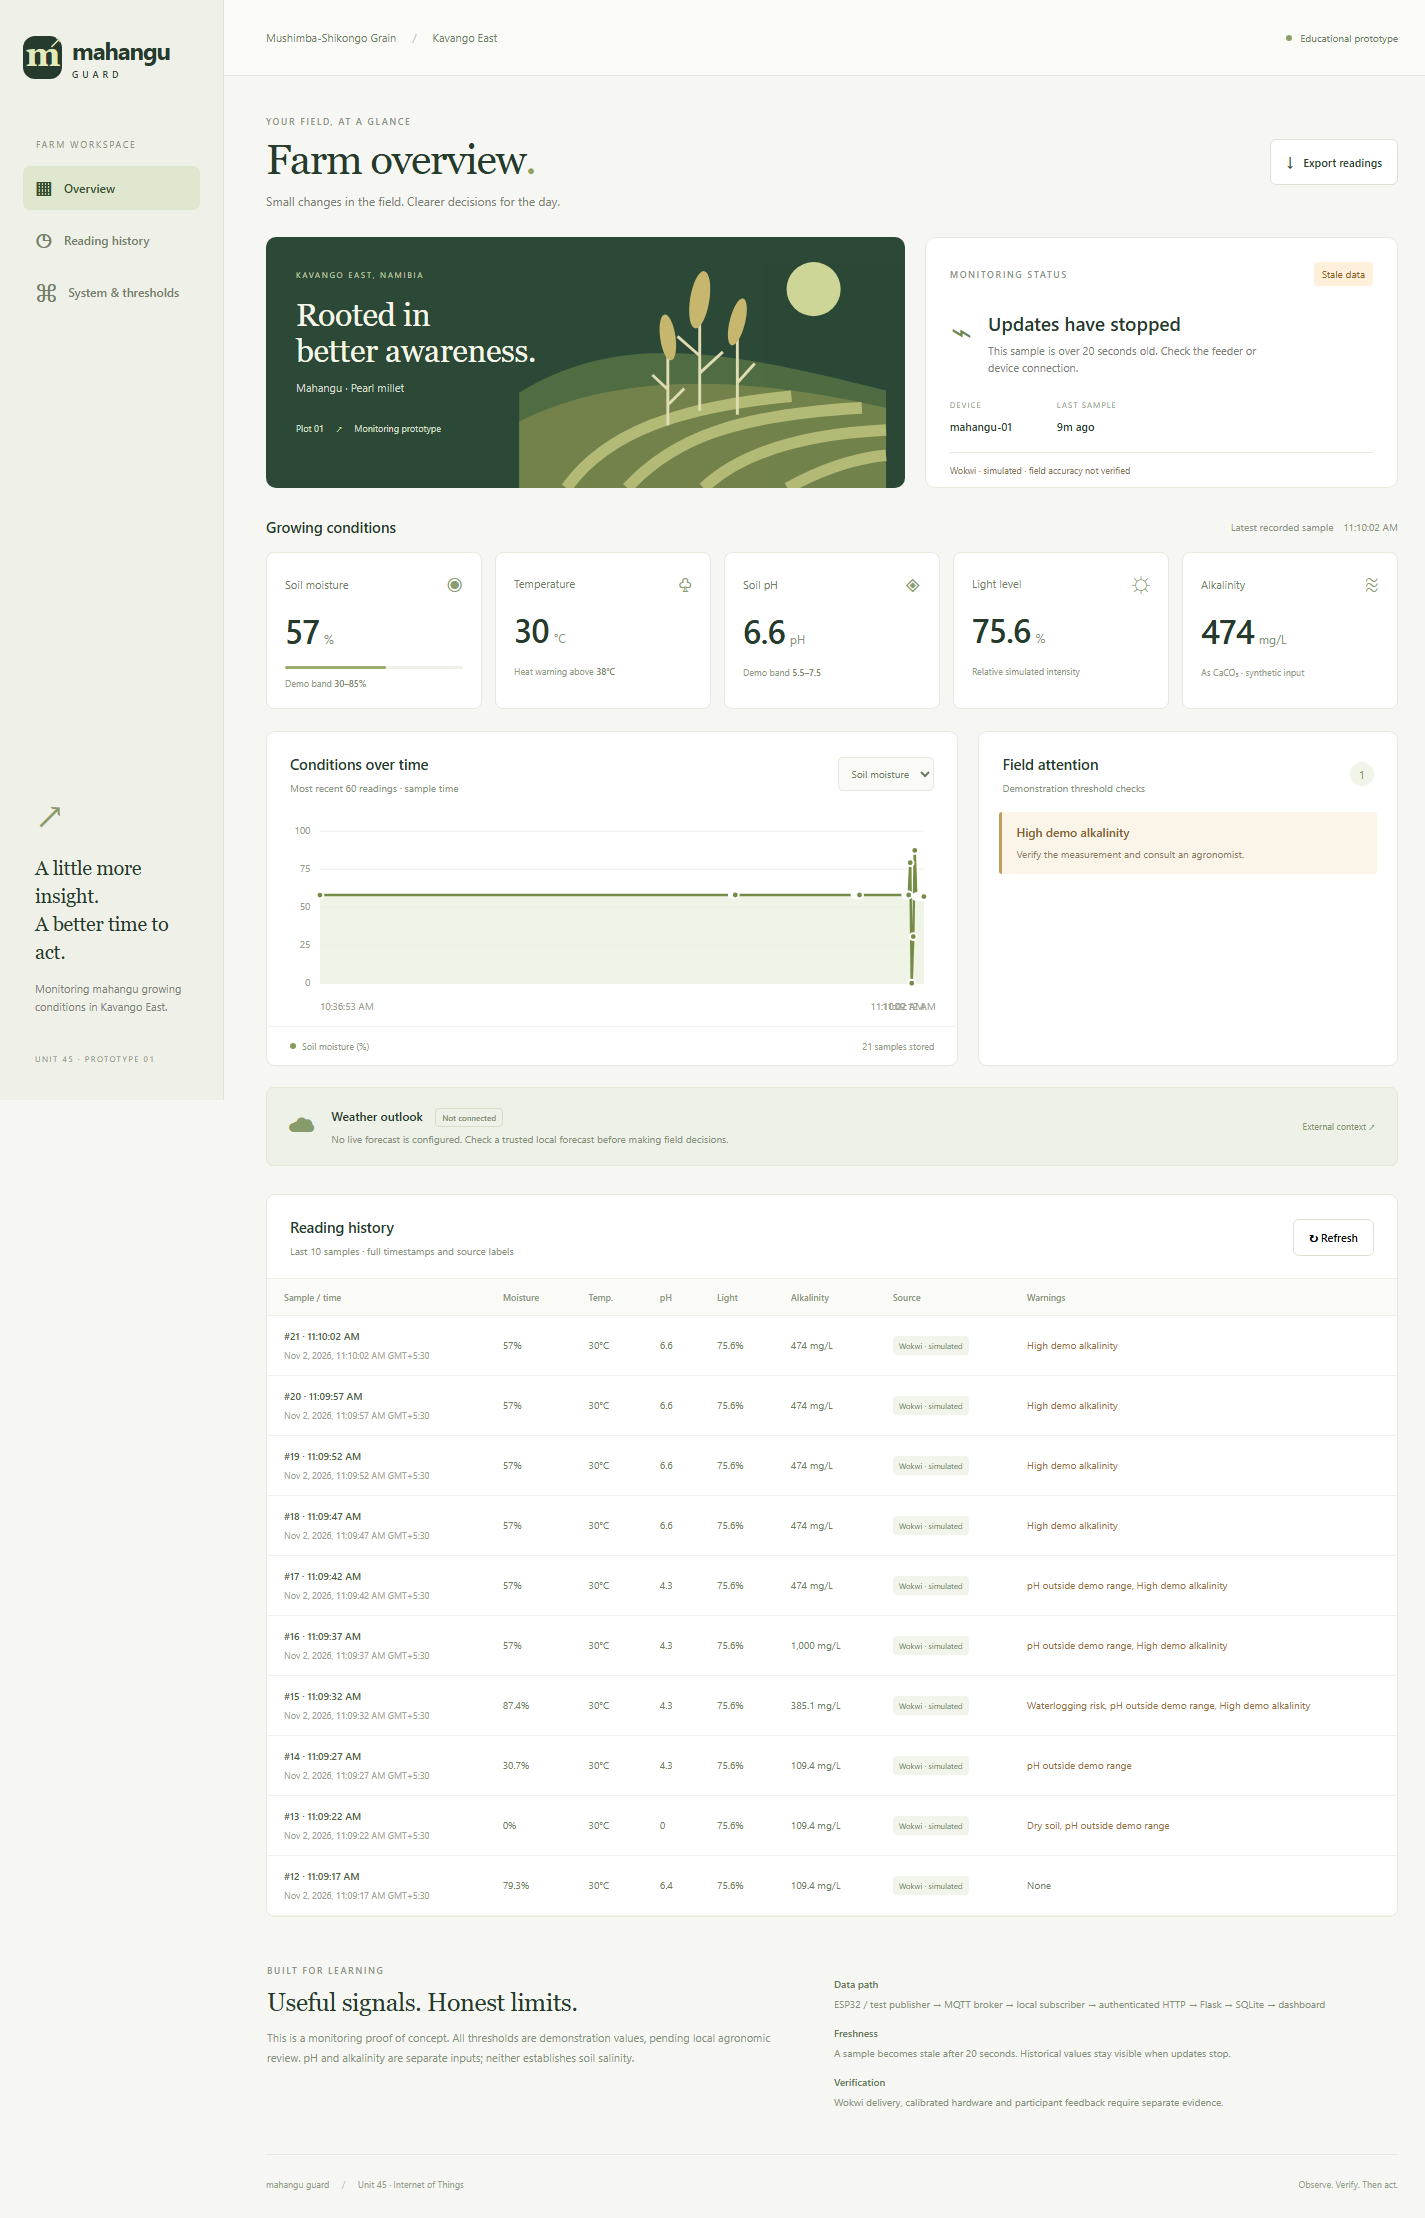 m
mahangu
GUARD
FARM WORKSPACE
Overview
Reading history
System & thresholds
A little more
insight.
A better time to
act.
Monitoring mahangu growing
conditions in Kavango East.
UNIT 45 · PROTOTYPE 01
Mushimba-Shikongo Grain / Kavango East
Educational prototype
YOUR FIELD, AT A GLANCE
Farm overview.
Small changes in the field. Clearer decisions for the day.
↓ Export readings
KAVANGO EAST, NAMIBIA
Rooted in
better awareness.
Mahangu · Pearl millet
Plot 01 ↗ Monitoring prototype
MONITORING STATUS
Stale data
Updates have stopped
This sample is over 20 seconds old. Check the feeder or
device connection.
DEVICE LAST SAMPLE
mahangu-01 9m ago
Wokwi · simulated · field accuracy not verified
Growing conditions
Latest recorded sample 11:10:02 AM
Soil moisture
57 %
Demo band 30–85%
Temperature
30 °C
Heat warning above 38°C
Soil pH
6.6 pH
Demo band 5.5–7.5
Light level
75.6 %
Relative simulated intensity
Alkalinity
474 mg/L
As CaCO₃ · synthetic input
Conditions over time
Most recent 60 readings · sample time
Soil moisture
100
75
50
25
0
10:36:53 AM
Soil moisture (%)
21 samples stored
Field attention
Demonstration threshold checks
1
High demo alkalinity
Verify the measurement and consult an agronomist.
Weather outlook Not connected
No live forecast is configured. Check a trusted local forecast before making field decisions.
External context ↗
Reading history
Last 10 samples · full timestamps and source labels
↻ Refresh
Sample / time Moisture Temp. pH Light Alkalinity Source Warnings
#21 · 11:10:02 AM
Nov 2, 2026, 11:10:02 AM GMT+5:30
57% 30°C 6.6 75.6% 474 mg/L Wokwi · simulated High demo alkalinity
#20 · 11:09:57 AM
Nov 2, 2026, 11:09:57 AM GMT+5:30
57% 30°C 6.6 75.6% 474 mg/L Wokwi · simulated High demo alkalinity
#19 · 11:09:52 AM
Nov 2, 2026, 11:09:52 AM GMT+5:30
57% 30°C 6.6 75.6% 474 mg/L Wokwi · simulated High demo alkalinity
#18 · 11:09:47 AM
Nov 2, 2026, 11:09:47 AM GMT+5:30
57% 30°C 6.6 75.6% 474 mg/L Wokwi · simulated High demo alkalinity
#17 · 11:09:42 AM
Nov 2, 2026, 11:09:42 AM GMT+5:30
57% 30°C 4.3 75.6% 474 mg/L Wokwi · simulated pH outside demo range, High demo alkalinity
#16 · 11:09:37 AM
Nov 2, 2026, 11:09:37 AM GMT+5:30
57% 30°C 4.3 75.6% 1,000 mg/L Wokwi · simulated pH outside demo range, High demo alkalinity
#15 · 11:09:32 AM
Nov 2, 2026, 11:09:32 AM GMT+5:30
87.4% 30°C 4.3 75.6% 385.1 mg/L Wokwi · simulated Waterlogging risk, pH outside demo range, High demo alkalinity
#14 · 11:09:27 AM
Nov 2, 2026, 11:09:27 AM GMT+5:30
30.7% 30°C 4.3 75.6% 109.4 mg/L Wokwi · simulated pH outside demo range
#13 · 11:09:22 AM
Nov 2, 2026, 11:09:22 AM GMT+5:30
0% 30°C 0 75.6% 109.4 mg/L Wokwi · simulated Dry soil, pH outside demo range
#12 · 11:09:17 AM
Nov 2, 2026, 11:09:17 AM GMT+5:30
79.3% 30°C 6.4 75.6% 109.4 mg/L Wokwi · simulated None
BUILT FOR LEARNING
Useful signals. Honest limits.
This is a monitoring proof of concept. All thresholds are demonstration values, pending local agronomic
review. pH and alkalinity are separate inputs; neither establishes soil salinity.
Data path
ESP32 / test publisher → MQTT broker → local subscriber → authenticated HTTP → Flask → SQLite → dashboard
Freshness
A sample becomes stale after 20 seconds. Historical values stay visible when updates stop.
Verification
Wokwi delivery, calibrated hardware and participant feedback require separate evidence.
mahangu guard / Unit 45 · Internet of Things
Observe. Verify. Then act.